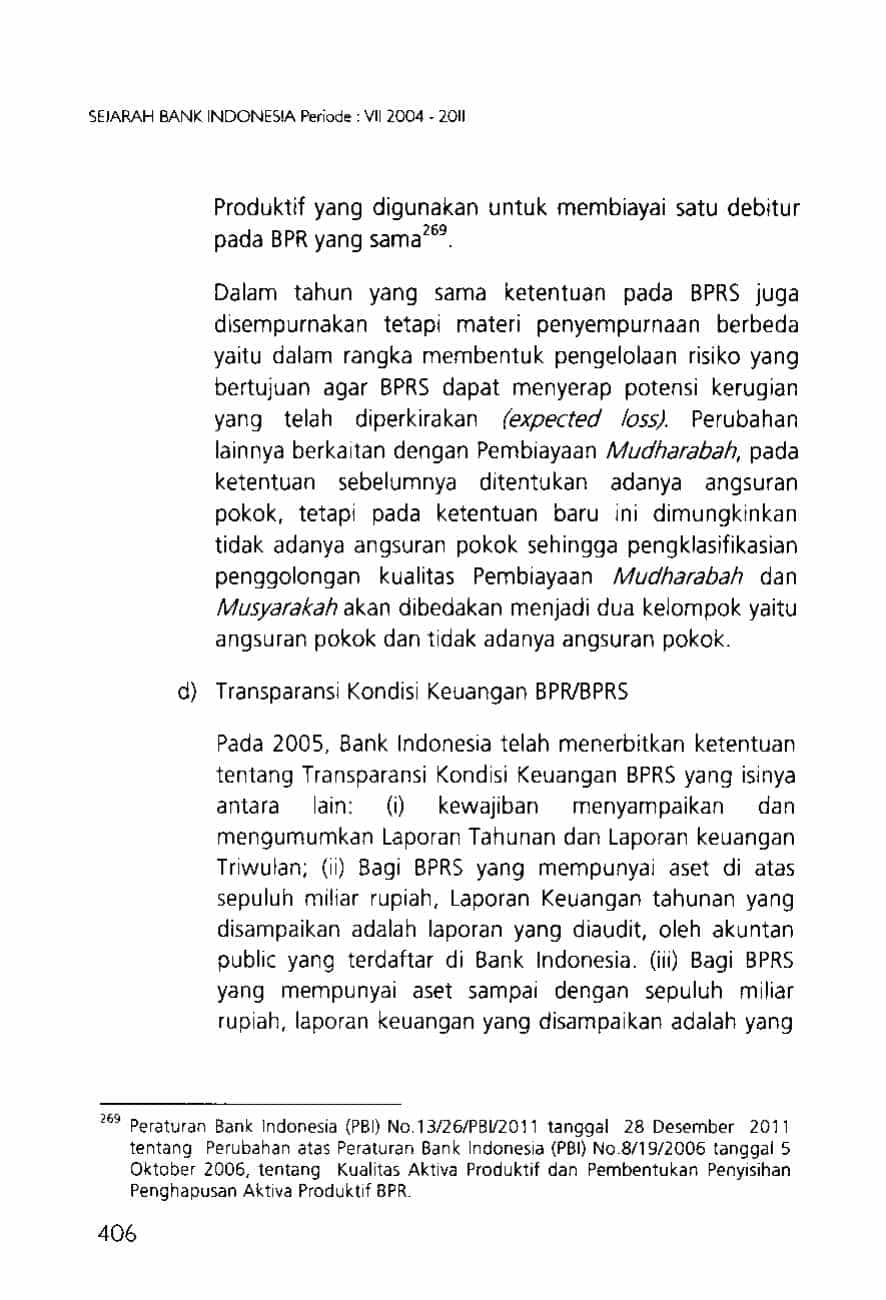 SEJARAH BANK INDONESIA Periode : VII 2004 - 2011
Produktif yang digunakan untuk membiayai satu debitur
pada BPR yang sama269.
Dalam tahun yang sama ketentuan pada BPRS juga
disempurnakan tetapi materi penyempurnaan berbeda
yaitu dalam rangka membentuk pengelolaan risiko yang
bertujuan agar BPRS dapat menyerap potensi kerugian
yang telah diperkirakan (expected loss). Perubahan
lainnya berkaitan dengan Pembiayaan Mudharabah, pada
ketentuan sebelumnya ditentukan adanya angsuran
pokok, tetapi pada ketentuan baru ini dimungkinkan
tidak adanya angsuran pokok sehingga pengklasifikasian
penggolongan kualitas Pembiayaan Mudharabah dan
Musyarakah akan dibedakan menjadi dua kelompok yaitu
angsuran pokok dan tidak adanya angsuran pokok.
d) Transparansi Kondisi Keuangan BPR/BPRS
Pada 2005, Bank Indonesia telah menerbitkan ketentuan
tentang Transparansi Kondisi Keuangan BPRS yang isinya
antara lain: (i) kewajiban menyampaikan dan
mengumumkan Laporan Tahunan dan Laporan keuangan
Triwulan; (ii) Bagi BPRS yang mempunyai aset di atas
sepuluh miliar rupiah, Laporan Keuangan tahunan yang
disampaikan adalah laporan yang diaudit, oleh akuntan
public yang terdaftar di Bank Indonesia. (iii) Bagi BPRS
yang mempunyai aset sampai dengan sepuluh miliar
rupiah, laporan keuangan yang disampaikan adalah yang
269 Peraturan Bank Indonesia (PBI) No.13/26/PBI/2011 tanggal 28 Desember 2011
tentang Perubahan atas Peraturan Bank Indonesia (PBI) No.8/19/2006 tanggal 5
Oktober 2006, tentang Kualitas Aktiva Produktif dan Pembentukan Penyisihan
Penghapusan Aktiva Produktif BPR.
406